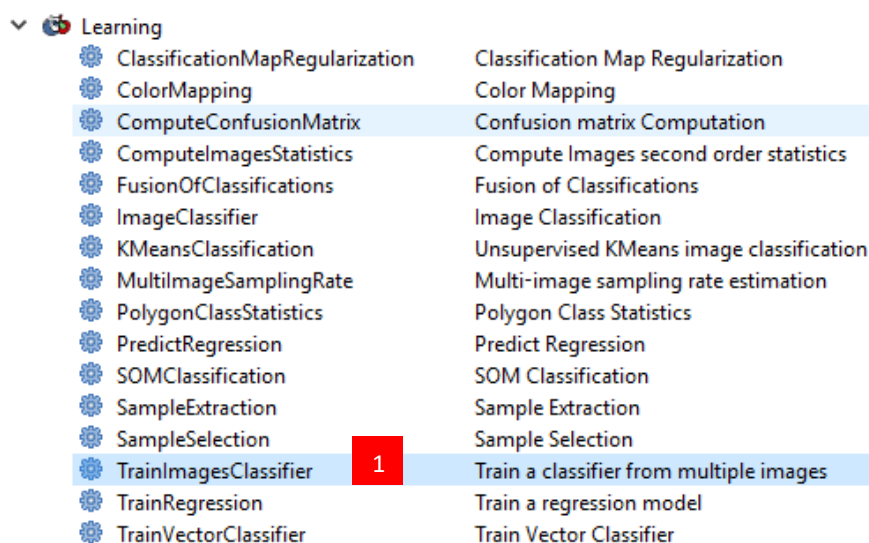 Learning
ClassificationMapRegularization Classification Map Regularization
ColorMapping Color Mapping
ComputeConfusionMatrix Confusion matrix Computation
ComputeImagesStatistics Compute Images second order statistics
FusionOfClassifications Fusion of Classifications
ImageClassifier Image Classification
KMeansClassification Unsupervised KMeans image classification
MultiImageSamplingRate Multi-image sampling rate estimation
PolygonClassStatistics Polygon Class Statistics
PredictRegression Predict Regression
SOMClassification SOM Classification
SampleExtraction Sample Extraction
SampleSelection Sample Selection
TrainImagesClassifier 1 Train a classifier from multiple images
TrainRegression Train a regression model
TrainVectorClassifier Train Vector Classifier